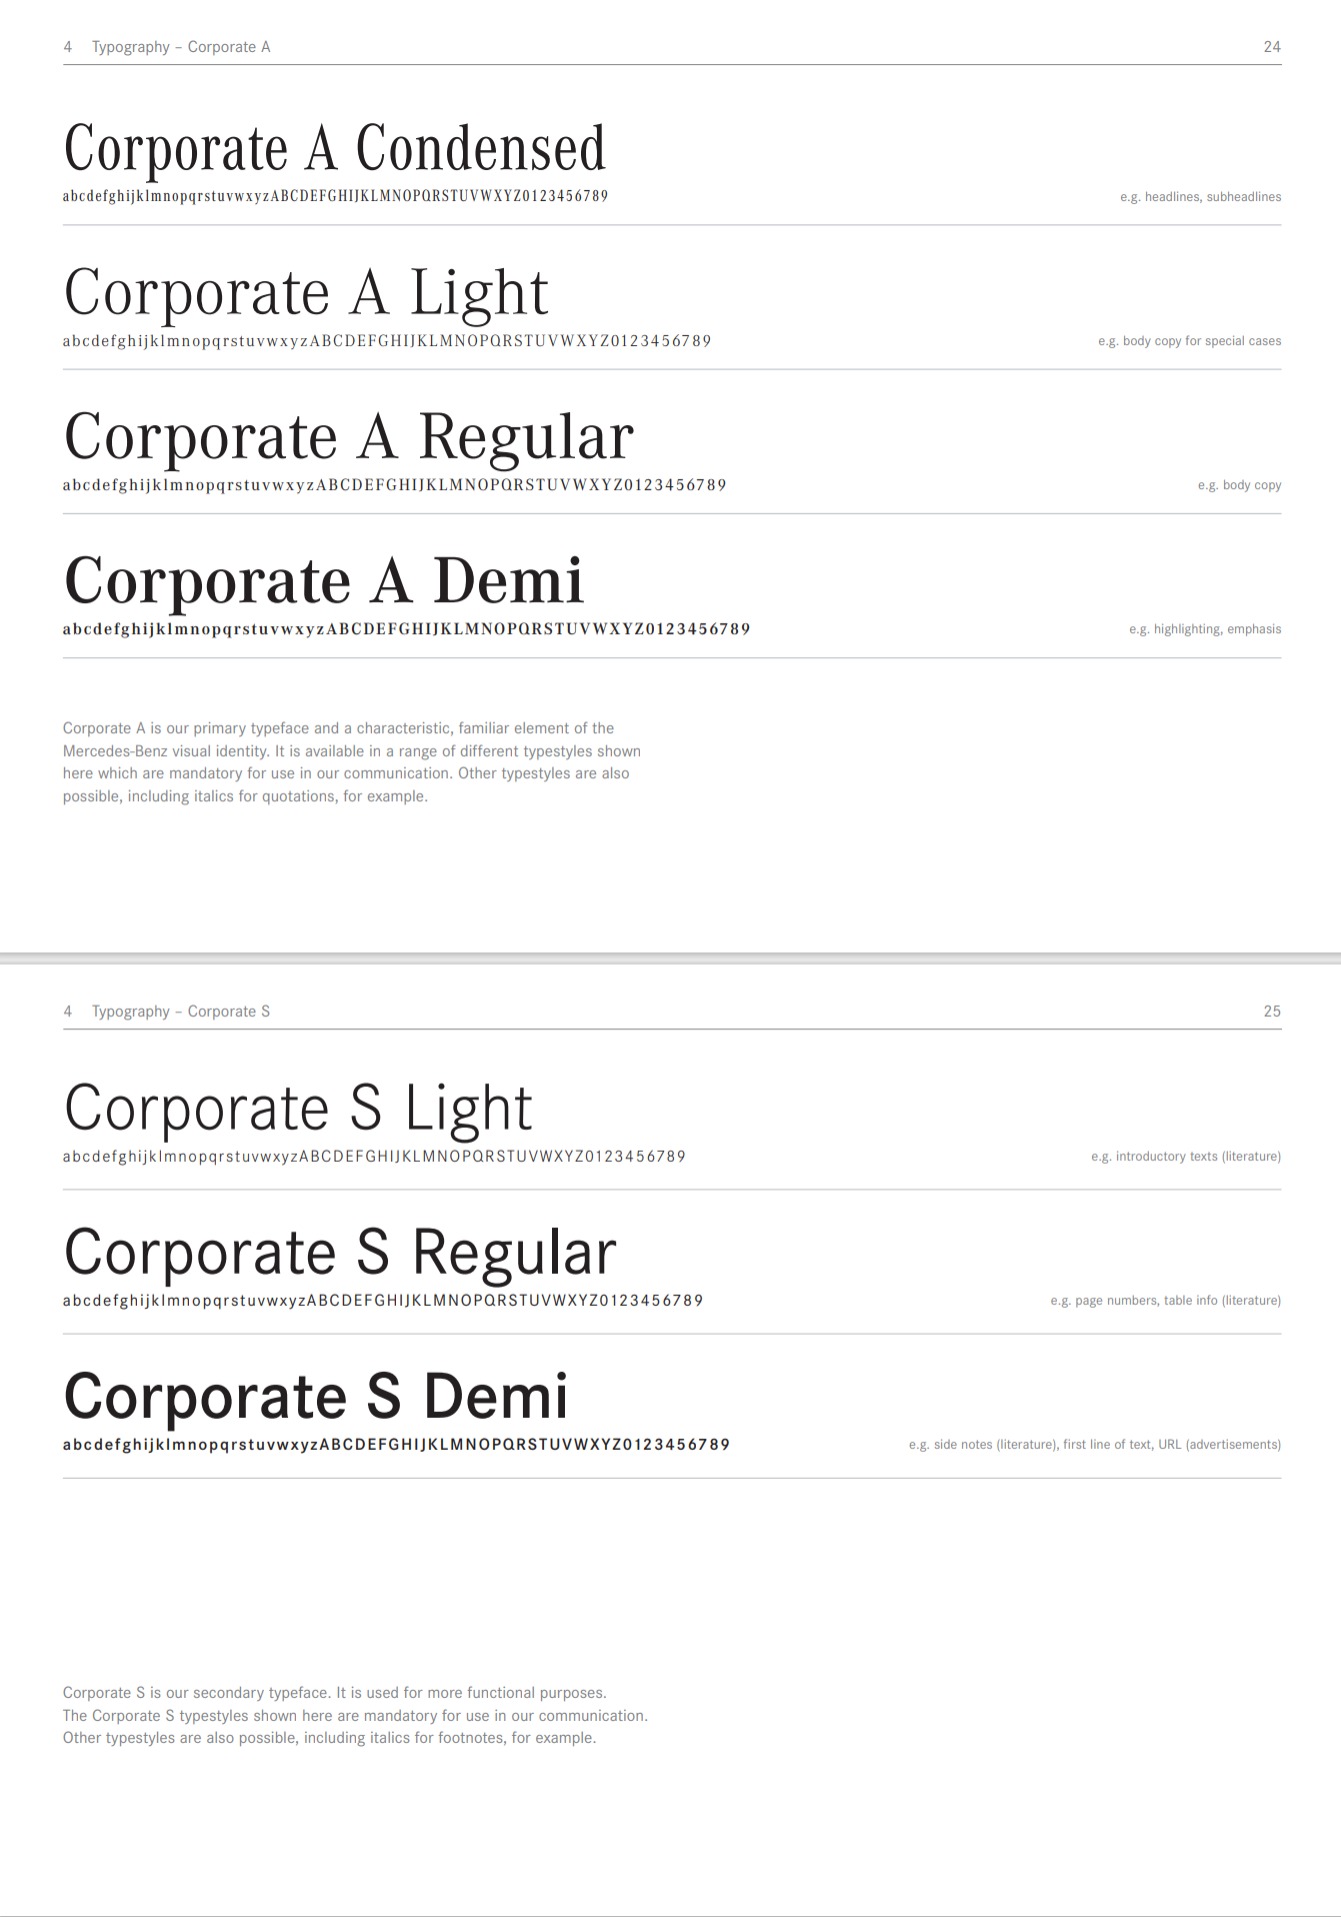 4 Typography – Corporate A 24
Corporate A Condensed
abcdefghijklmnopqrstuvwxyzABCDEFGHIJKLMNOPQRSTUVWXYZ0123456789 e.g. headlines, subheadlines
Corporate A Light
abcdefghijklmnopqrstuvwxyzABCDEFGHIJKLMNOPQRSTUVWXYZ0123456789 e.g. body copy for special cases
Corporate A Regular
abcdefghijklmnopqrstuvwxyzABCDEFGHIJKLMNOPQRSTUVWXYZ0123456789 e.g. body copy
Corporate A Demi
abcdefghijklmnopqrstuvwxyzABCDEFGHIJKLMNOPQRSTUVWXYZ0123456789 e.g. highlighting, emphasis
Corporate A is our primary typeface and a characteristic, familiar element of the
Mercedes-Benz visual identity. It is available in a range of different typestyles shown
here which are mandatory for use in our communication. Other typestyles are also
possible, including italics for quotations, for example.
4 Typography – Corporate S 25
Corporate S Light
abcdefghijklmnopqrstuvwxyzABCDEFGHIJKLMNOPQRSTUVWXYZ0123456789 e.g. introductory texts (literature)
Corporate S Regular
abcdefghijklmnopqrstuvwxyzABCDEFGHIJKLMNOPQRSTUVWXYZ0123456789 e.g. page numbers, table info (literature)
Corporate S Demi
abcdefghijklmnopqrstuvwxyzABCDEFGHIJKLMNOPQRSTUVWXYZ0123456789 e.g. side notes (literature), first line of text, URL (advertisements)
Corporate S is our secondary typeface. It is used for more functional purposes.
The Corporate S typestyles shown here are mandatory for use in our communication.
Other typestyles are also possible, including italics for footnotes, for example.